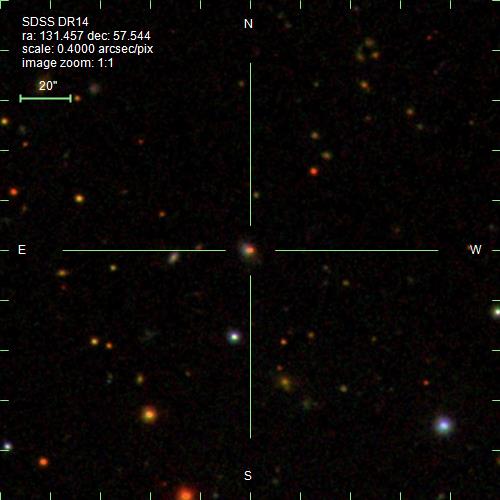 SDSS DR14
ra: 131.457 dec: 57.544
scale: 0.4000 arcsec/pix
image zoom: 1:1
20"
N
E
W
S